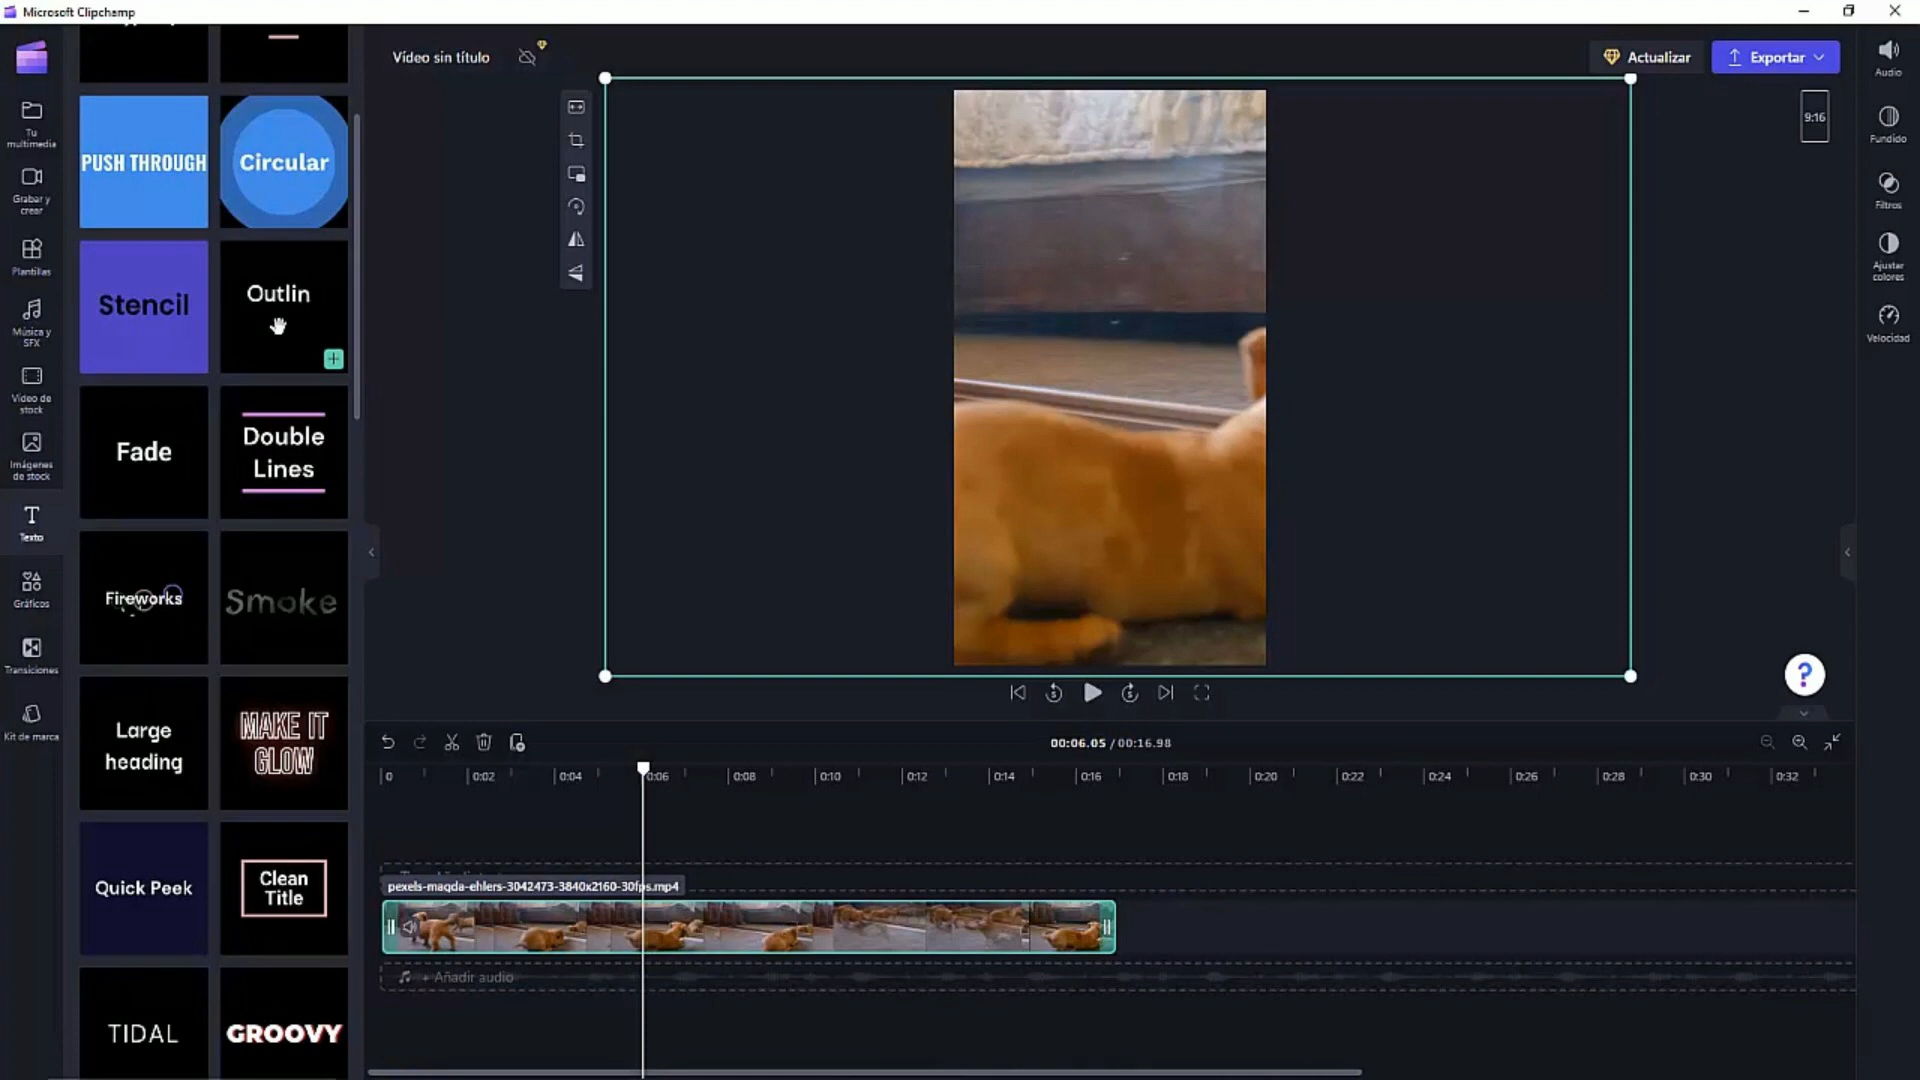 Microsoft Clipchamp
Vídeo sin título
Actualizar
Exportar
Audio
9:16
Fundido
Filtros
Ajustar
colores
Velocidad
Tu
multimedia
Grabar y
crear
Plantillas
Música y
SFX
Vídeo de
stock
Imágenes
de stock
T
Texto
Gráficos
Transiciones
Kit de marca
PUSH THROUGH
Circular
Stencil
Outlin
Fade
Double
Lines
Fireworks
Smoke
Large
heading
MAKE IT
GLOW
Quick Peek
Clean
Title
TIDAL
GROOVY
?
00:06.05 / 00:16.98
0
0:02
0:04
0:06
0:08
0:10
0:12
0:14
0:16
0:18
0:20
0:22
0:24
0:26
0:28
0:30
0:32
pexels-magda-ehlers-3042473-3840x2160-30fps.mp4
+ Añadir audio